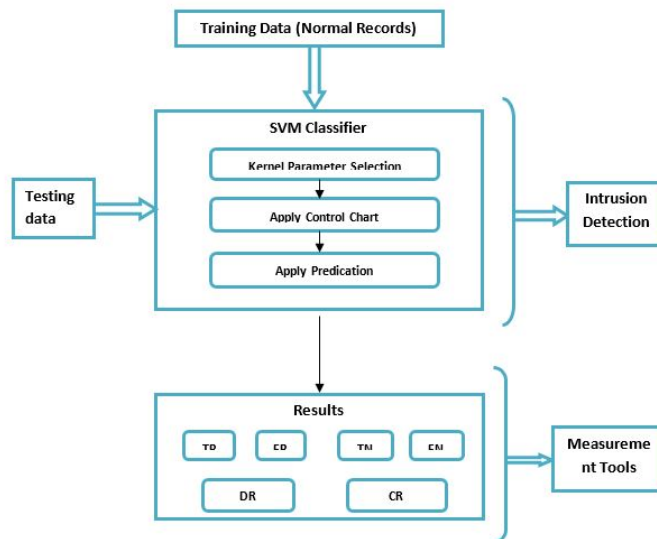 Training Data (Normal Records)
SVM Classifier
Kernel Parameter Selection
Testing
data
Apply Control Chart
Apply Predication
Intrusion
Detection
Results
TP
FP
TN
FN
DR
CR
Measureme
nt Tools